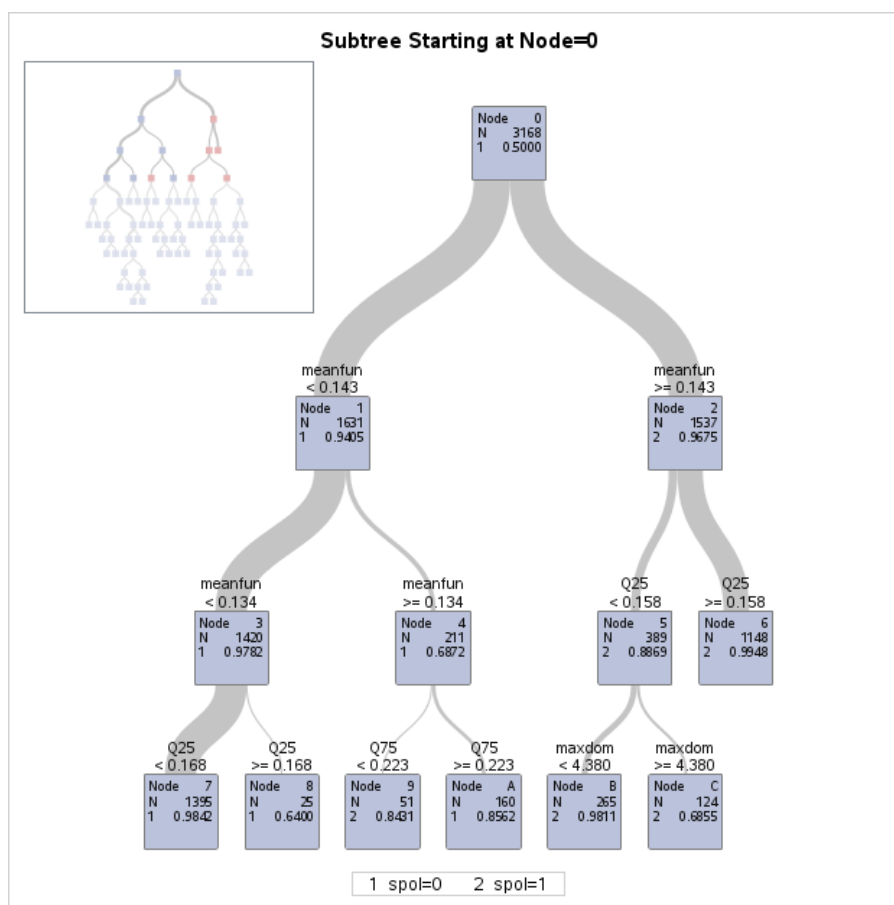 Subtree Starting at Node=0
Node 0
N 3168
1 0.5000
meanfun
< 0.143
Node 1
N 1631
1 0.9405
meanfun
>= 0.143
Node 2
N 1537
2 0.9675
meanfun
< 0.134
Node 3
N 1420
1 0.9782
meanfun
>= 0.134
Node 4
N 211
1 0.6872
Q25
< 0.158
Node 5
N 389
2 0.8869
Q25
>= 0.158
Node 6
N 1148
2 0.9948
Q25
< 0.168
Node 7
N 1395
1 0.9842
Q25
>= 0.168
Node 8
N 25
1 0.6400
Q75
< 0.223
Node 9
N 51
2 0.8431
Q75
>= 0.223
Node A
N 160
1 0.8562
maxdom
< 4.380
Node B
N 265
2 0.9811
maxdom
>= 4.380
Node C
N 124
2 0.6855
1 spol=0 2 spol=1